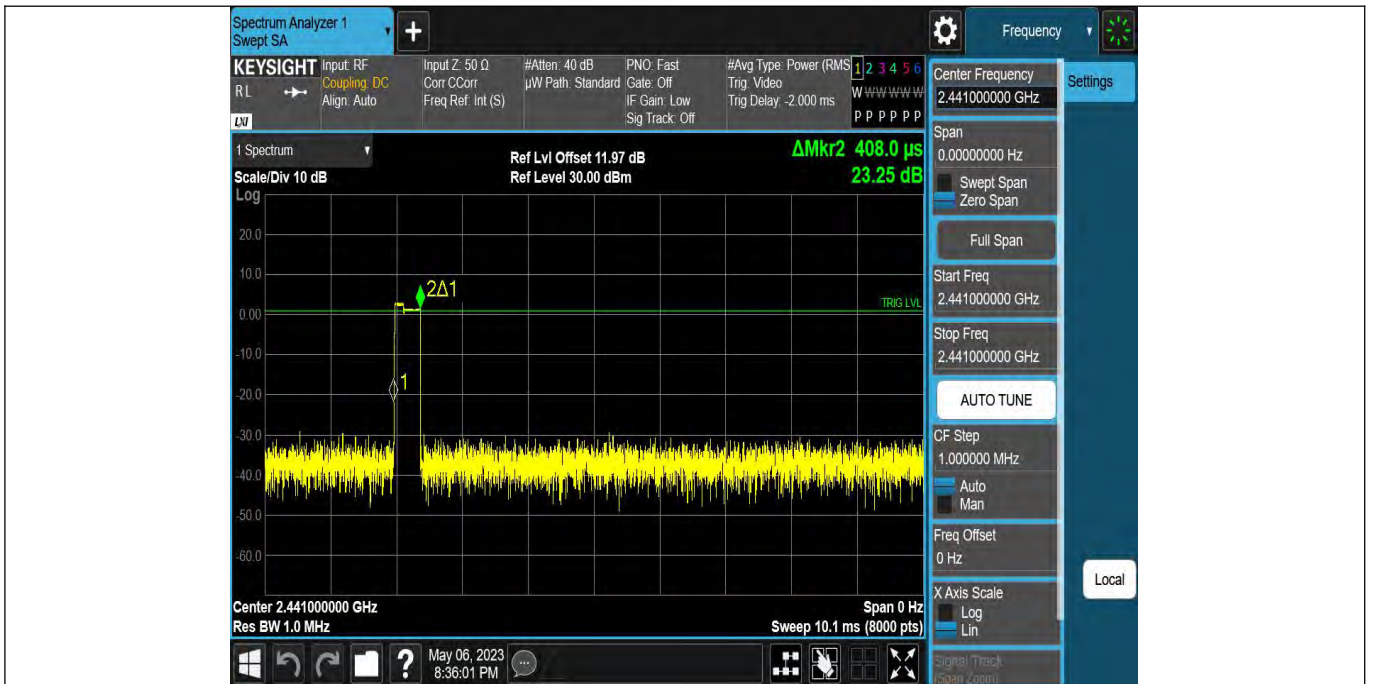 Spectrum Analyzer 1
Swept SA
+
Frequency
KEYSIGHT
RL
LXI
Input: RF
Coupling: DC
Align: Auto
Input Z: 50 Ω
Corr CCorr
Freq Ref: Int (S)
#Atten: 40 dB
µW Path: Standard
PNO: Fast
Gate: Off
IF Gain: Low
Sig Track: Off
#Avg Type: Power (RMS
Trig: Video
Trig Delay: -2.000 ms
1 2 3 4 5 6
W W W W W W
P P P P P P
1 Spectrum
Scale/Div 10 dB
Log
Ref Lvl Offset 11.97 dB
Ref Level 30.00 dBm
ΔMkr2 408.0 µs
23.25 dB
20.0
10.0
0.00
-10.0
-20.0
-30.0
-40.0
-50.0
-60.0
2Δ1
1
TRIG LVL
Center 2.441000000 GHz
Res BW 1.0 MHz
Span 0 Hz
Sweep 10.1 ms (8000 pts)
Center Frequency
2.441000000 GHz
Settings
Span
0.00000000 Hz
Swept Span
Zero Span
Full Span
Start Freq
2.441000000 GHz
Stop Freq
2.441000000 GHz
AUTO TUNE
CF Step
1.000000 MHz
Auto
Man
Freq Offset
0 Hz
X Axis Scale
Log
Lin
Local
Signal Track
(Span Zoom)
?
May 06, 2023
8:36:01 PM